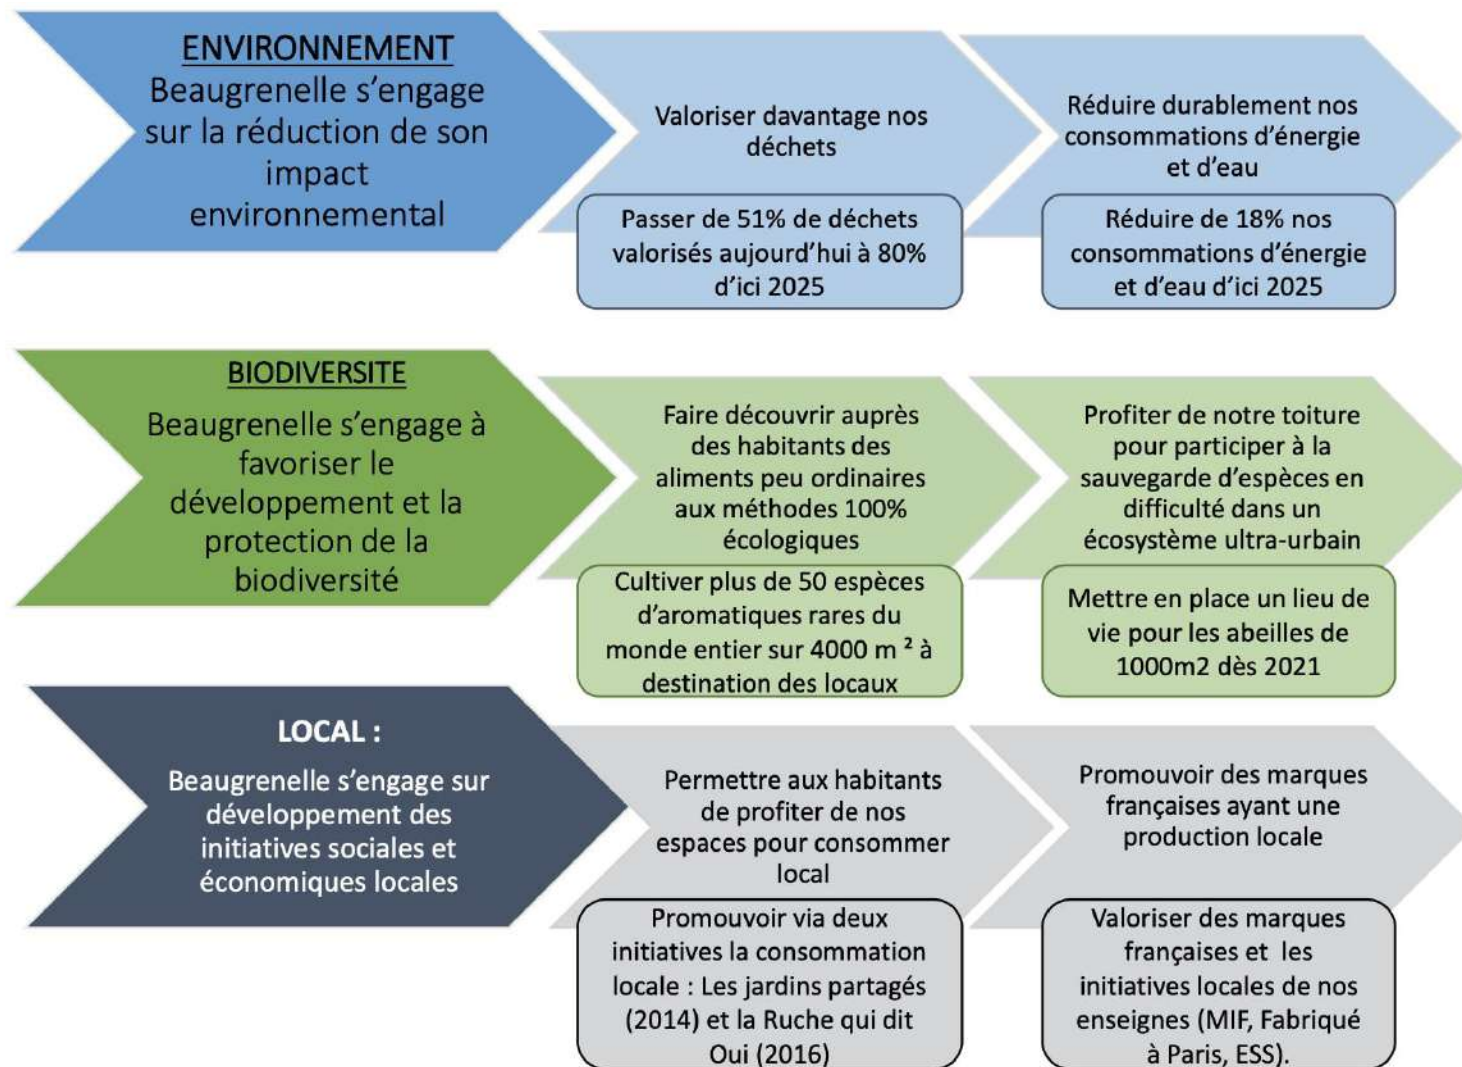 ENVIRONNEMENT
Beaugrenelle s'engage
sur la réduction de son
impact
environnemental
Valoriser davantage nos
déchets
Passer de 51% de déchets
valorisés aujourd'hui à 80%
d'ici 2025
Réduire durablement nos
consommations d'énergie
et d'eau
Réduire de 18% nos
consommations d'énergie
et d'eau d'ici 2025
BIODIVERSITE
Beaugrenelle s'engage à
favoriser le
développement et la
protection de la
biodiversité
Faire découvrir auprès
des habitants des
aliments peu ordinaires
aux méthodes 100%
écologiques
Cultiver plus de 50 espèces
d'aromatiques rares du
monde entier sur 4000 m ² à
destination des locaux
Profiter de notre toiture
pour participer à la
sauvegarde d'espèces en
difficulté dans un
écosystème ultra-urbain
Mettre en place un lieu de
vie pour les abeilles de
1000m2 dès 2021
LOCAL :
Beaugrenelle s'engage sur
développement des
initiatives sociales et
économiques locales
Permettre aux habitants
de profiter de nos
espaces pour consommer
local
Promouvoir via deux
initiatives la consommation
locale : Les jardins partagés
(2014) et la Ruche qui dit
Oui (2016)
Promouvoir des marques
françaises ayant une
production locale
Valoriser des marques
françaises et les
initiatives locales de nos
enseignes (MIF, Fabriqué
à Paris, ESS).